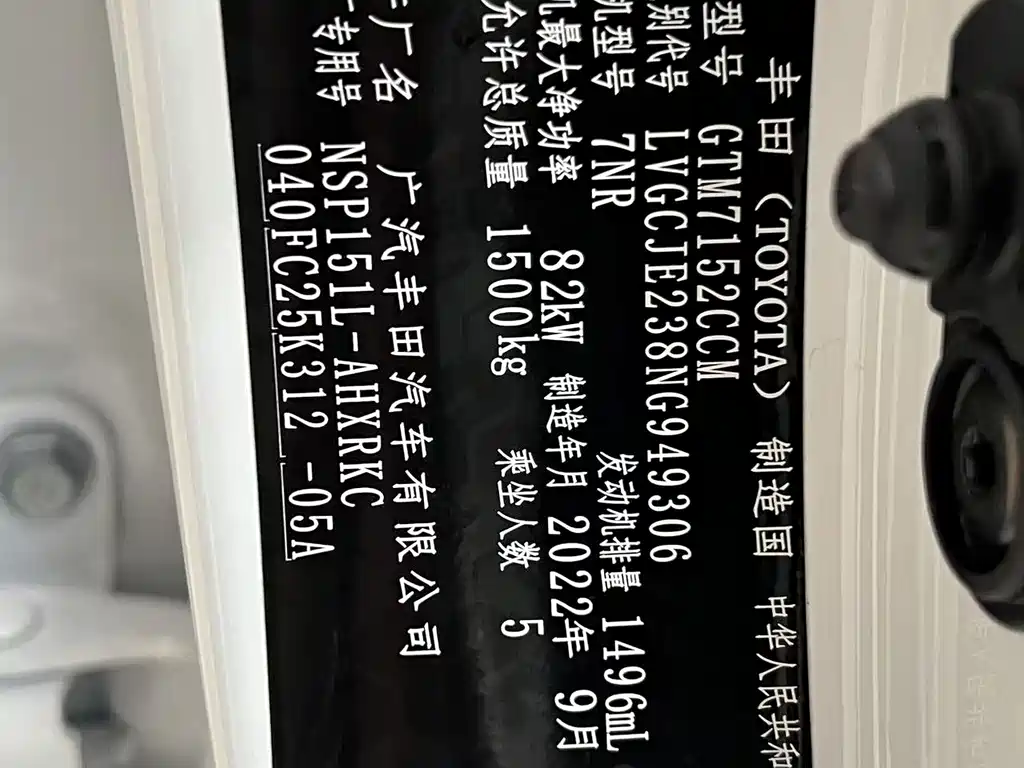 丰田（TOYOTA） 制造国 中华人民共和
型号 GTM7152CCM
别代号 LVGCJE238NG949306
机型号 7NR 发动机排量 1496mL
机最大净功率 82kW 制造年月 2022年 9月
允许总质量 1500kg 乘坐人数 5
厂名 广汽丰田汽车有限公司
专用号 NSP151L-AHXRKC
040FC25K312 -05A